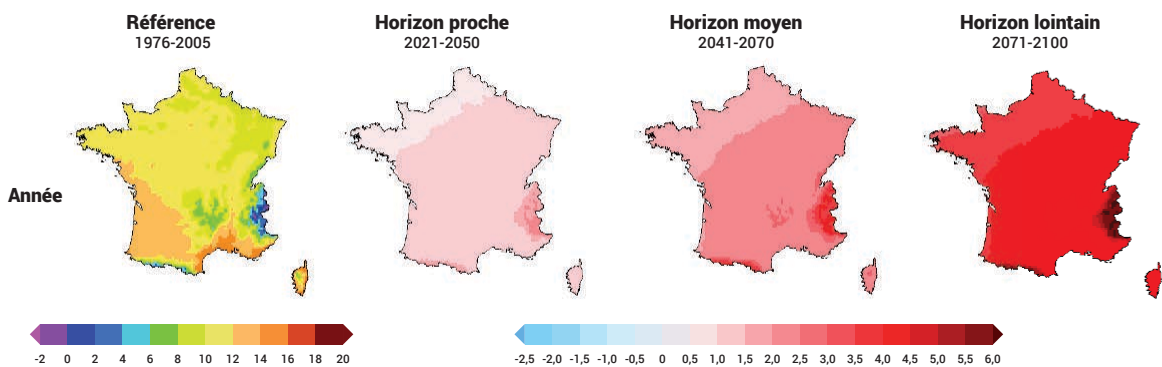 Référence
1976-2005
Horizon proche
2021-2050
Horizon moyen
2041-2070
Horizon lointain
2071-2100
Année
-2 0 2 4 6 8 10 12 14 16 18 20
-2,5 -2,0 -1,5 -1,0 -0,5 0 0,5 1,0 1,5 2,0 2,5 3,0 3,5 4,0 4,5 5,0 5,5 6,0